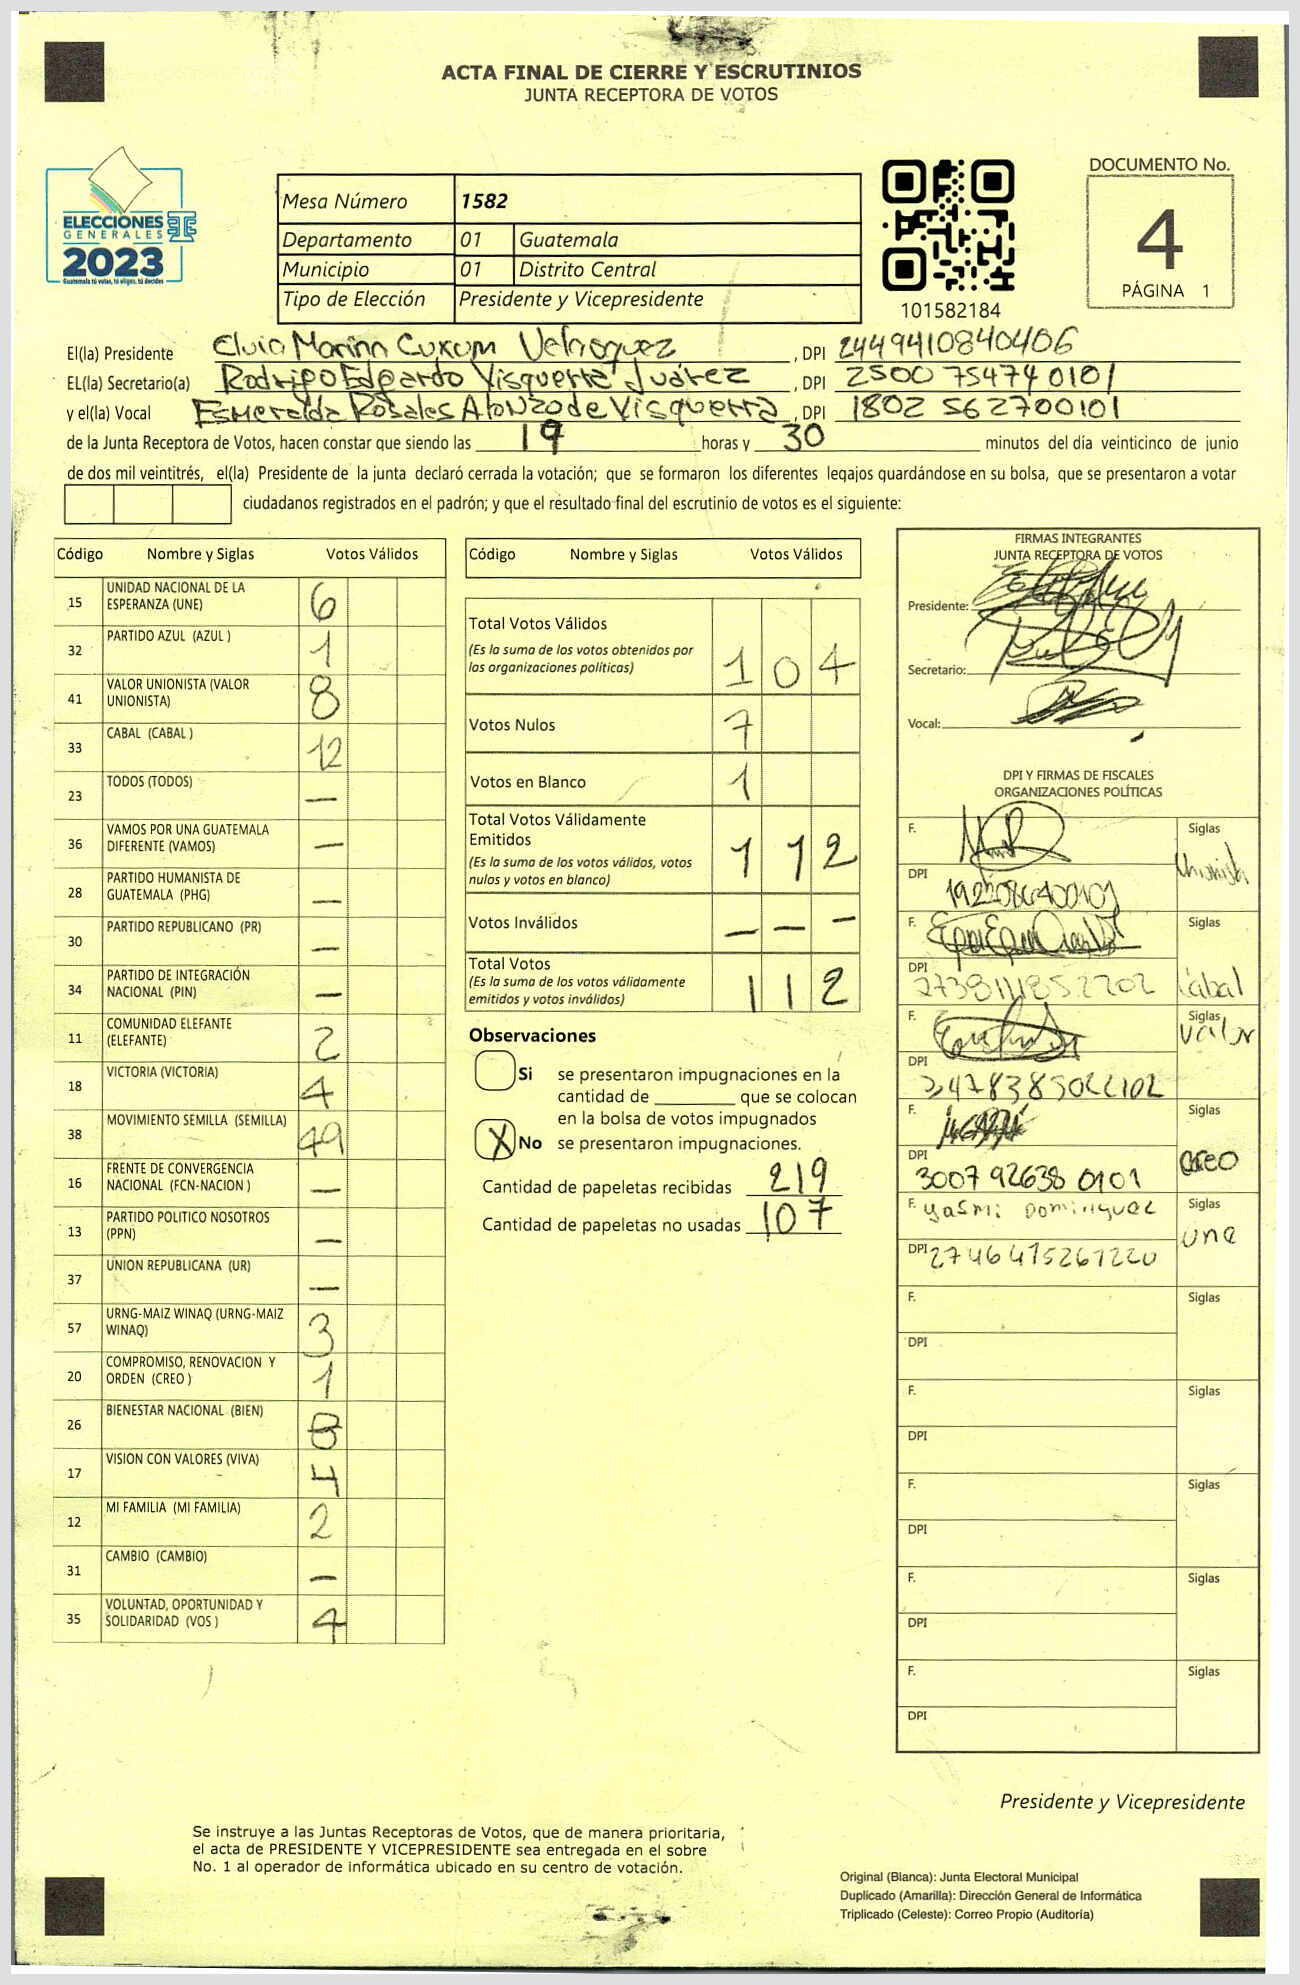 ACTA FINAL DE CIERRE Y ESCRUTINIOS
JUNTA RECEPTORA DE VOTOS
ELECCIONES
GENERALES
2023
Guatemala tú votas, tú eliges, tú decides
Mesa Número 1582
Departamento 01 Guatemala
Municipio 01 Distrito Central
Tipo de Elección Presidente y Vicepresidente
101582184
DOCUMENTO No.
4
PÁGINA 1
El(la) Presidente Elvia Marina Cuxum Velasquez, DPI 2449410840406
EL(la) Secretario(a) Rodrigo Edgardo Visquerra Juárez, DPI 2500 75474 0101
y el(la) Vocal Esmeralda Rosales Alonzo de Visquerra, DPI 1802 562700101
de la Junta Receptora de Votos, hacen constar que siendo las 19 horas y 30 minutos del día veinticinco de junio
de dos mil veintitrés, el(la) Presidente de la junta declaró cerrada la votación; que se formaron los diferentes legajos guardándose en su bolsa, que se presentaron a votar
ciudadanos registrados en el padrón; y que el resultado final del escrutinio de votos es el siguiente:
Código Nombre y Siglas Votos Válidos
15 UNIDAD NACIONAL DE LA ESPERANZA (UNE) 6
32 PARTIDO AZUL (AZUL ) 1
41 VALOR UNIONISTA (VALOR UNIONISTA) 8
33 CABAL (CABAL ) 12
23 TODOS (TODOS) —
36 VAMOS POR UNA GUATEMALA DIFERENTE (VAMOS) —
28 PARTIDO HUMANISTA DE GUATEMALA (PHG) —
30 PARTIDO REPUBLICANO (PR) —
34 PARTIDO DE INTEGRACIÓN NACIONAL (PIN) —
11 COMUNIDAD ELEFANTE (ELEFANTE) 2
18 VICTORIA (VICTORIA) 4
38 MOVIMIENTO SEMILLA (SEMILLA) 49
16 FRENTE DE CONVERGENCIA NACIONAL (FCN-NACION ) —
13 PARTIDO POLITICO NOSOTROS (PPN) —
37 UNION REPUBLICANA (UR) —
57 URNG-MAIZ WINAQ (URNG-MAIZ WINAQ) 3
20 COMPROMISO, RENOVACION Y ORDEN (CREO ) 1
26 BIENESTAR NACIONAL (BIEN) 8
17 VISION CON VALORES (VIVA) 4
12 MI FAMILIA (MI FAMILIA) 2
31 CAMBIO (CAMBIO) —
35 VOLUNTAD, OPORTUNIDAD Y SOLIDARIDAD (VOS ) 4
Código Nombre y Siglas Votos Válidos
Total Votos Válidos
(Es la suma de los votos obtenidos por
las organizaciones políticas) 1 0 4
Votos Nulos 7
Votos en Blanco 1
Total Votos Válidamente
Emitidos
(Es la suma de los votos válidos, votos
nulos y votos en blanco) 1 1 2
Votos Inválidos — — —
Total Votos
(Es la suma de los votos válidamente
emitidos y votos inválidos) 1 1 2
Observaciones
Si se presentaron impugnaciones en la
cantidad de ________ que se colocan
en la bolsa de votos impugnados
X No se presentaron impugnaciones.
Cantidad de papeletas recibidas 219
Cantidad de papeletas no usadas 107
FIRMAS INTEGRANTES
JUNTA RECEPTORA DE VOTOS
Presidente:
Secretario:
Vocal:
DPI Y FIRMAS DE FISCALES
ORGANIZACIONES POLÍTICAS
F. Siglas
DPI Unionista
F. Siglas
DPI 2738111852202 Cabal
F. Siglas
Valor
DPI
F. Siglas
DPI 3007 92638 0101 creo
F. Yasmi Dominguez Siglas
DPI 2746475261220 une
F. Siglas
DPI
F. Siglas
DPI
F. Siglas
DPI
F. Siglas
DPI
F. Siglas
DPI
Presidente y Vicepresidente
Se instruye a las Juntas Receptoras de Votos, que de manera prioritaria,
el acta de PRESIDENTE Y VICEPRESIDENTE sea entregada en el sobre
No. 1 al operador de informática ubicado en su centro de votación.
Original (Blanca): Junta Electoral Municipal
Duplicado (Amarilla): Dirección General de Informática
Triplicado (Celeste): Correo Propio (Auditoría)